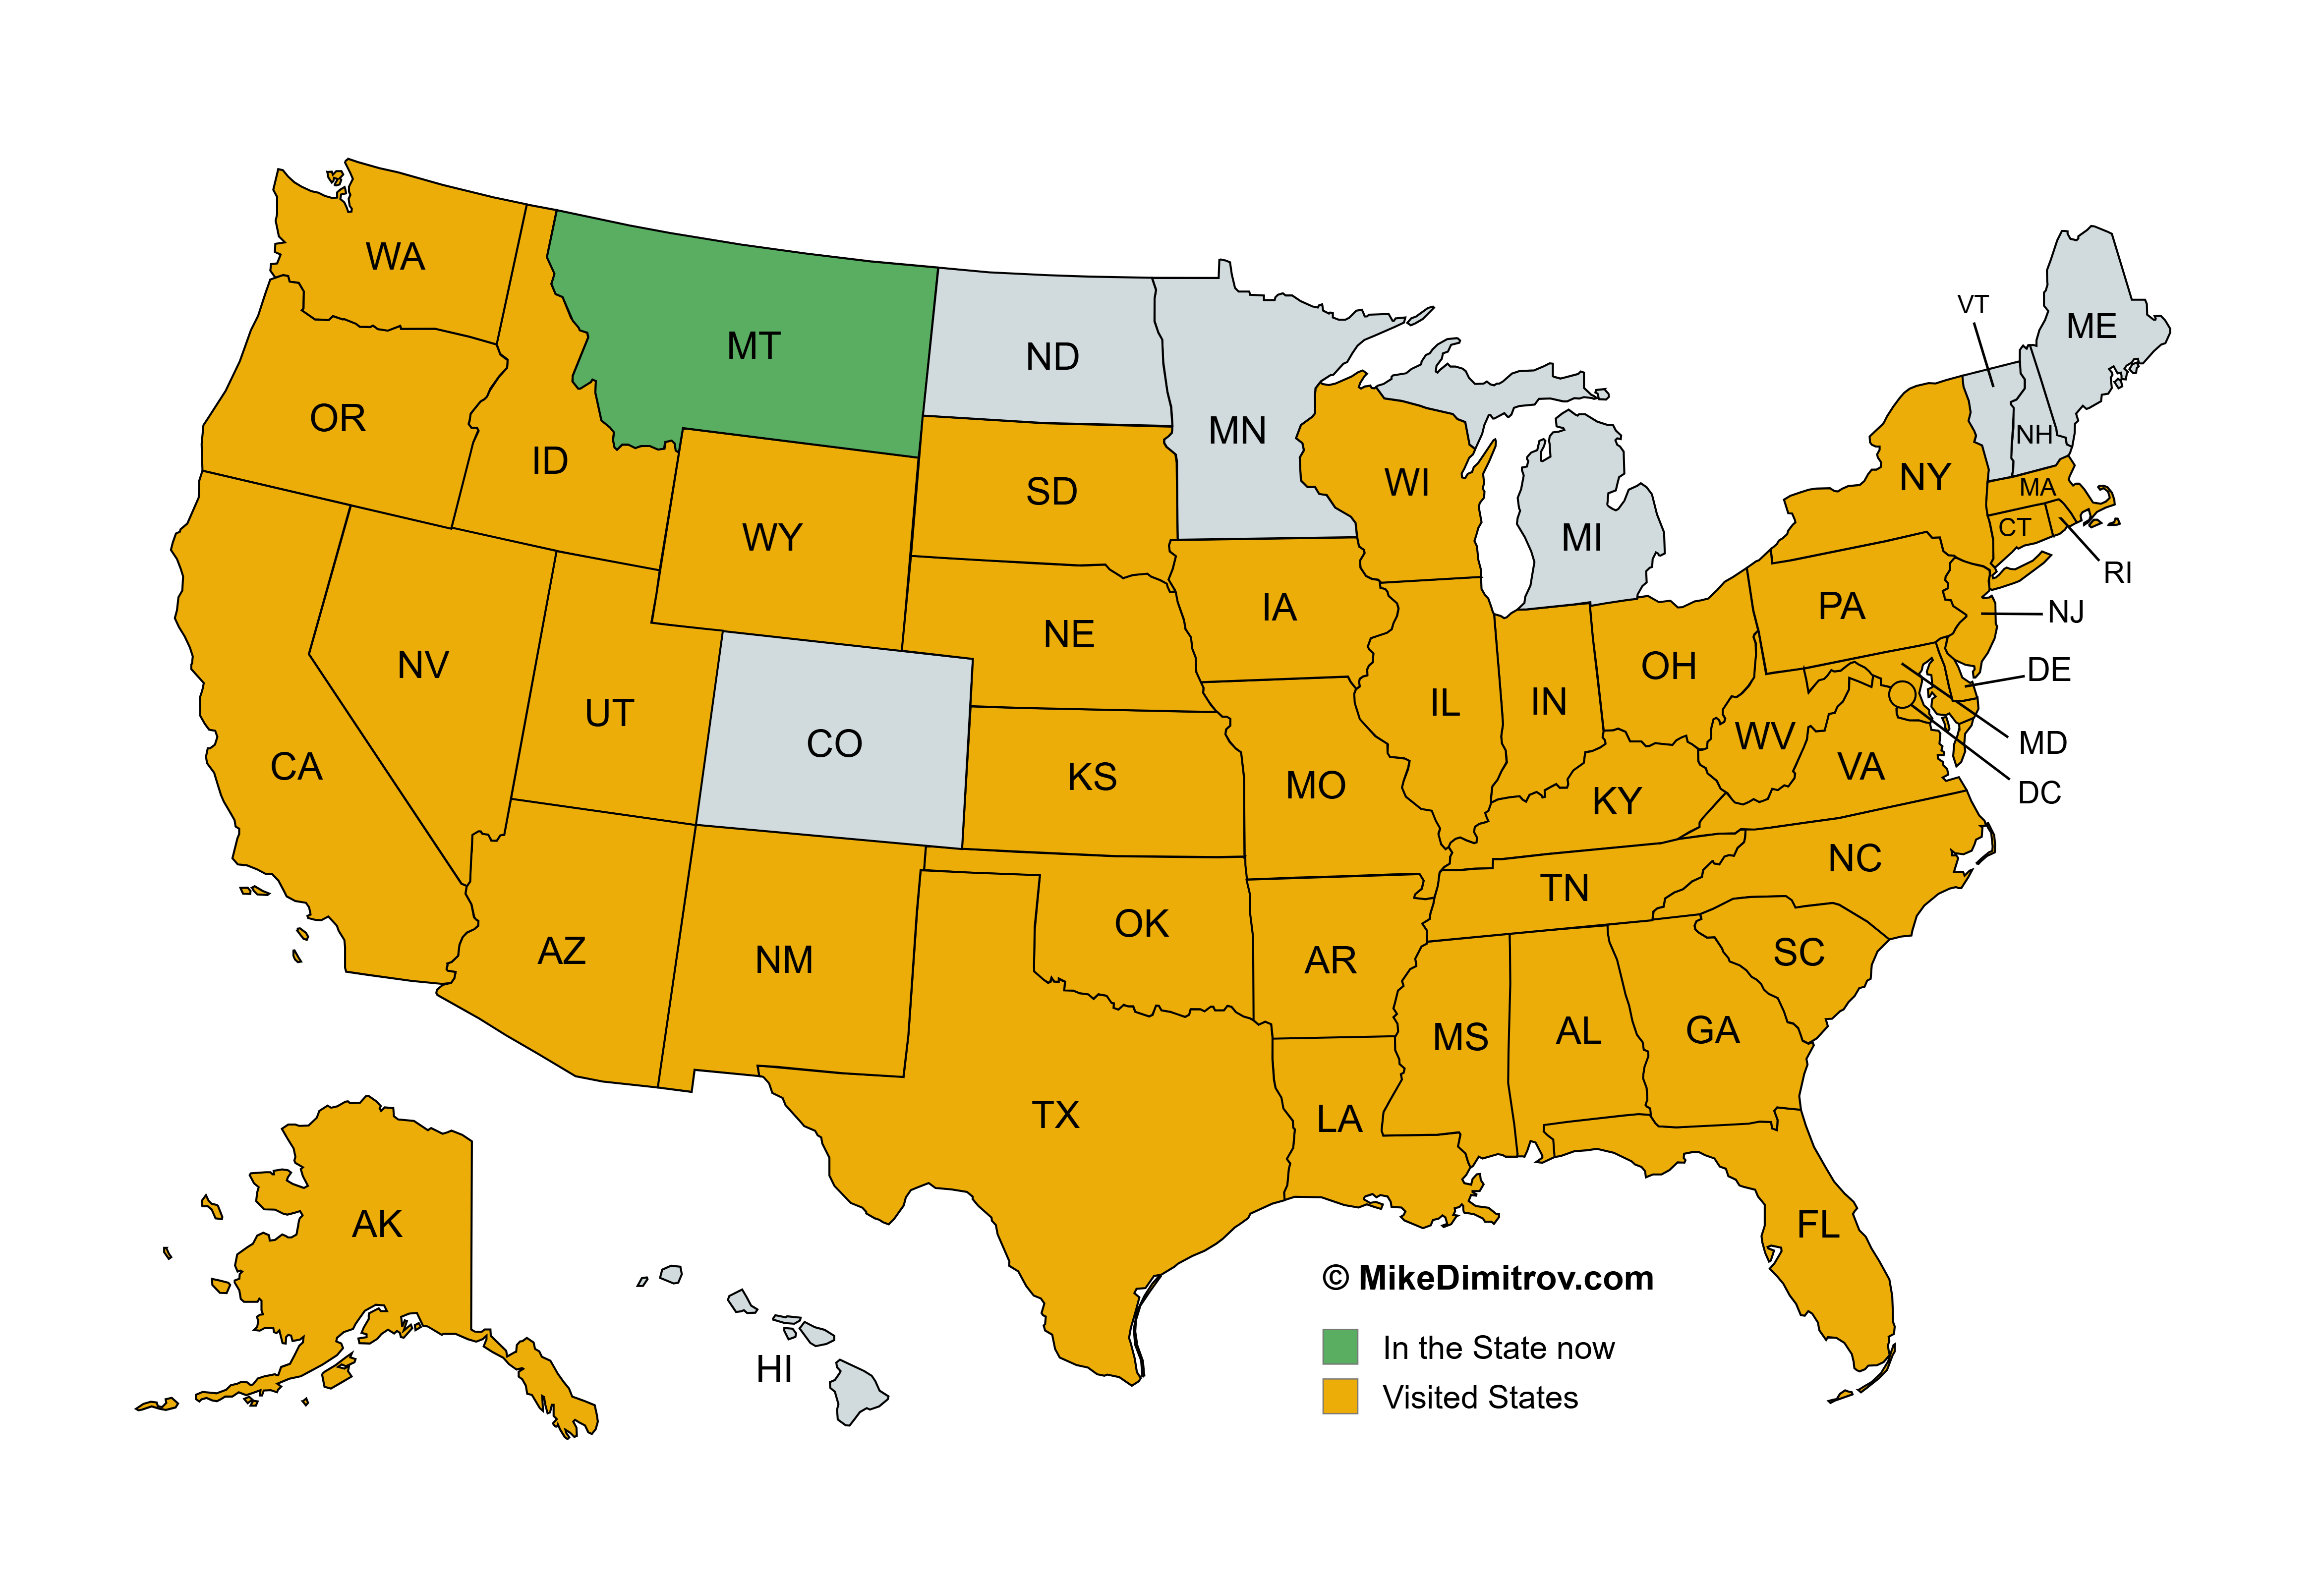 WA
MT
ND
VT
ME
OR
MN
ID
NH
NY
WI
MA
SD
CT
WY
MI
RI
IA
PA
NJ
NE
NV
OH
DE
UT
IL
IN
WV
CO
MD
CA
VA
KS
MO
DC
KY
NC
TN
OK
AZ
NM
AR
SC
MS
AL
GA
TX
LA
AK
FL
© MikeDimitrov.com
In the State now
HI
Visited States